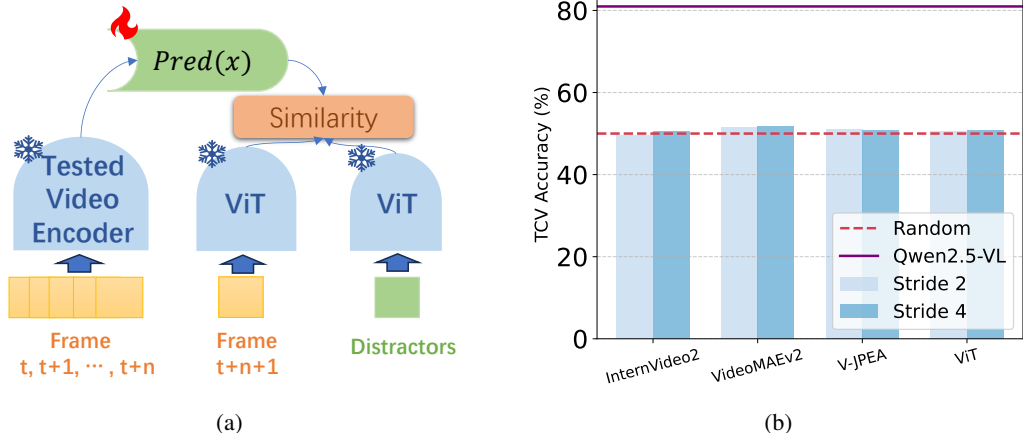 Pred(x)
Similarity
Tested
Video
Encoder
ViT
ViT
Frame
t, t+1, ··· , t+n
Frame
t+n+1
Distractors
(a)
TCV Accuracy (%)
80
60
40
20
0
Random
Qwen2.5-VL
Stride 2
Stride 4
InternVideo2
VideoMAEv2
V-JPEA
ViT
(b)